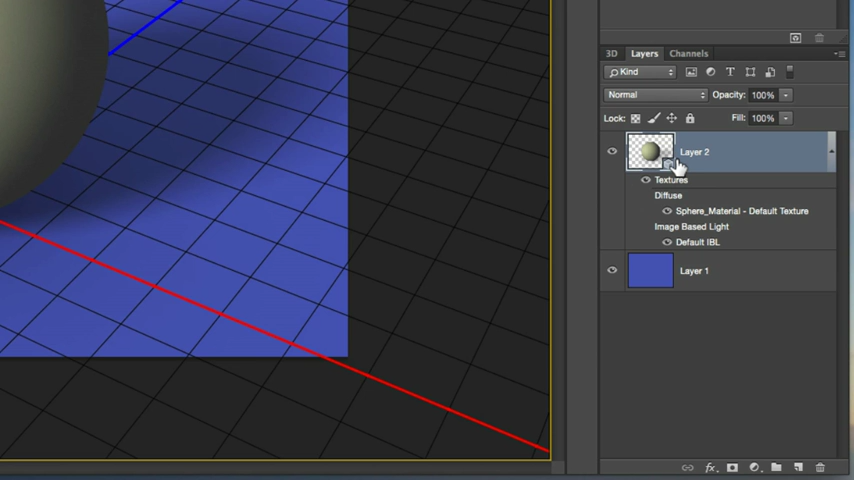 3D Layers Channels
Kind
Normal Opacity: 100%
Lock: Fill: 100%
Layer 2
Textures
Diffuse
Sphere_Material - Default Texture
Image Based Light
Default IBL
Layer 1
fx